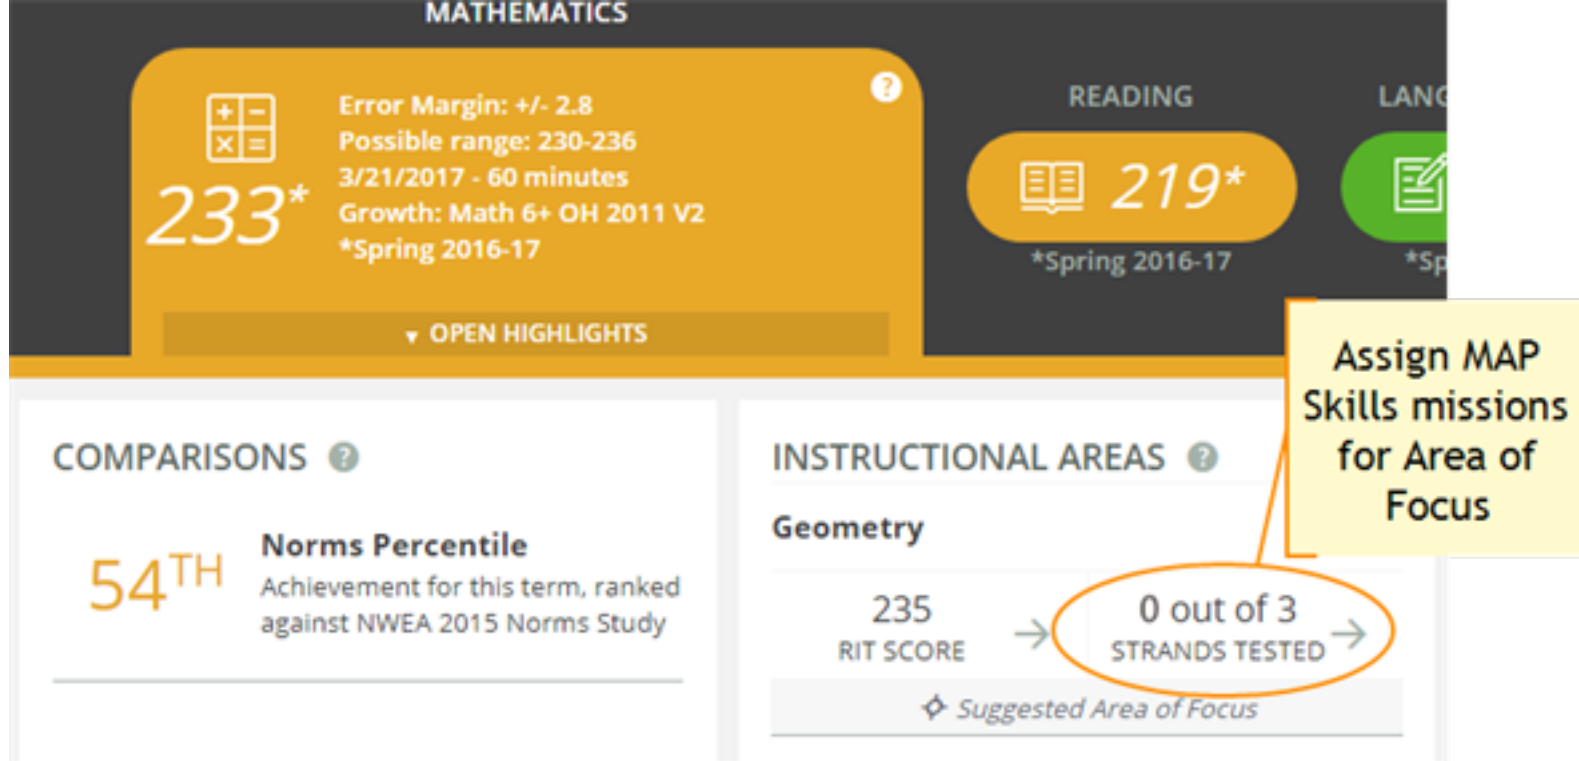 MATHEMATICS
Error Margin: +/- 2.8
Possible range: 230-236
3/21/2017 - 60 minutes
Growth: Math 6+ OH 2011 V2
*Spring 2016-17
233*
▼ OPEN HIGHLIGHTS
READING
219*
*Spring 2016-17
LANG
*Sp
Assign MAP
Skills missions
for Area of
Focus
COMPARISONS ?
54TH
Norms Percentile
Achievement for this term, ranked
against NWEA 2015 Norms Study
INSTRUCTIONAL AREAS ?
Geometry
235
RIT SCORE
0 out of 3
STRANDS TESTED
Suggested Area of Focus